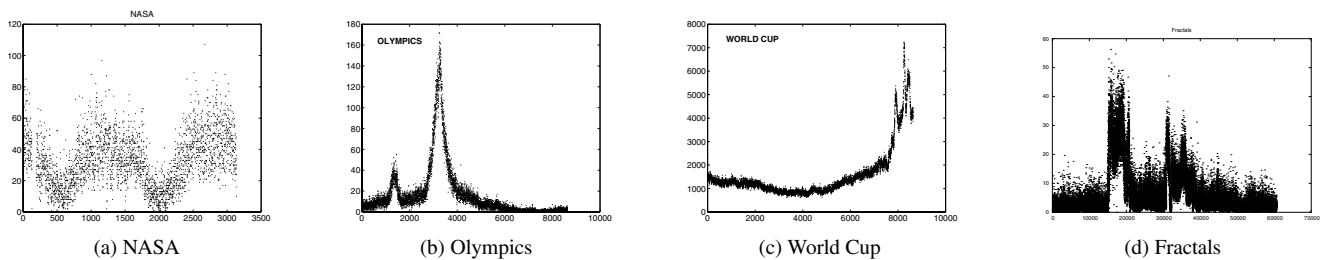 NASA
120
100
80
60
40
20
0
0 500 1000 1500 2000 2500 3000 3500
(a) NASA
OLYMPICS
180
160
140
120
100
80
60
40
20
0
0 2000 4000 6000 8000 10000
(b) Olympics
WORLD CUP
8000
7000
6000
5000
4000
3000
2000
1000
0
0 2000 4000 6000 8000 10000
(c) World Cup
Fractals
60
50
40
30
20
10
0
0 10000 20000 30000 40000 50000 60000 70000
(d) Fractals